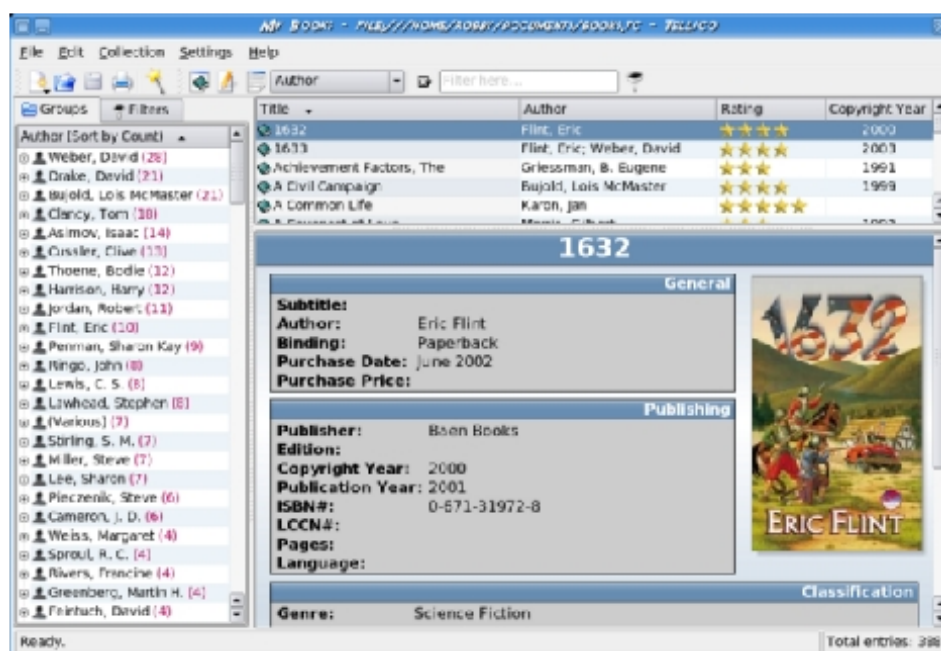 My Books - file:///home/robby/documents/books.tc - Tellico
File Edit Collection Settings Help
Author Filter here...
Groups Filters
Author (Sort by Count)
Weber, David (28)
Drake, David (21)
Bujold, Lois McMaster (21)
Clancy, Tom (18)
Asimov, Isaac (14)
Cussler, Clive (13)
Thoene, Bodie (12)
Harrison, Harry (12)
Jordan, Robert (11)
Flint, Eric (10)
Penman, Sharon Kay (9)
Ringo, John (8)
Lewis, C. S. (8)
Lawhead, Stephen (8)
(Various) (7)
Stirling, S. M. (7)
Miller, Steve (7)
Lee, Sharon (7)
Pieczenik, Steve (6)
Cameron, J. D. (6)
Weiss, Margaret (4)
Sproul, R. C. (4)
Rivers, Francine (4)
Greenberg, Martin H. (4)
Feintuch, David (4)
Title Author Rating Copyright Year
1632 Flint, Eric 2000
1633 Flint, Eric; Weber, David 2003
Achievement Factors, The Griessman, B. Eugene 1991
A Civil Campaign Bujold, Lois McMaster 1999
A Common Life Karon, Jan
1632
General
Subtitle:
Author: Eric Flint
Binding: Paperback
Purchase Date: June 2002
Purchase Price:
Publishing
Publisher: Baen Books
Edition:
Copyright Year: 2000
Publication Year: 2001
ISBN#: 0-671-31972-8
LCCN#:
Pages:
Language:
1632
ERIC FLINT
Classification
Genre: Science Fiction
Ready. Total entries: